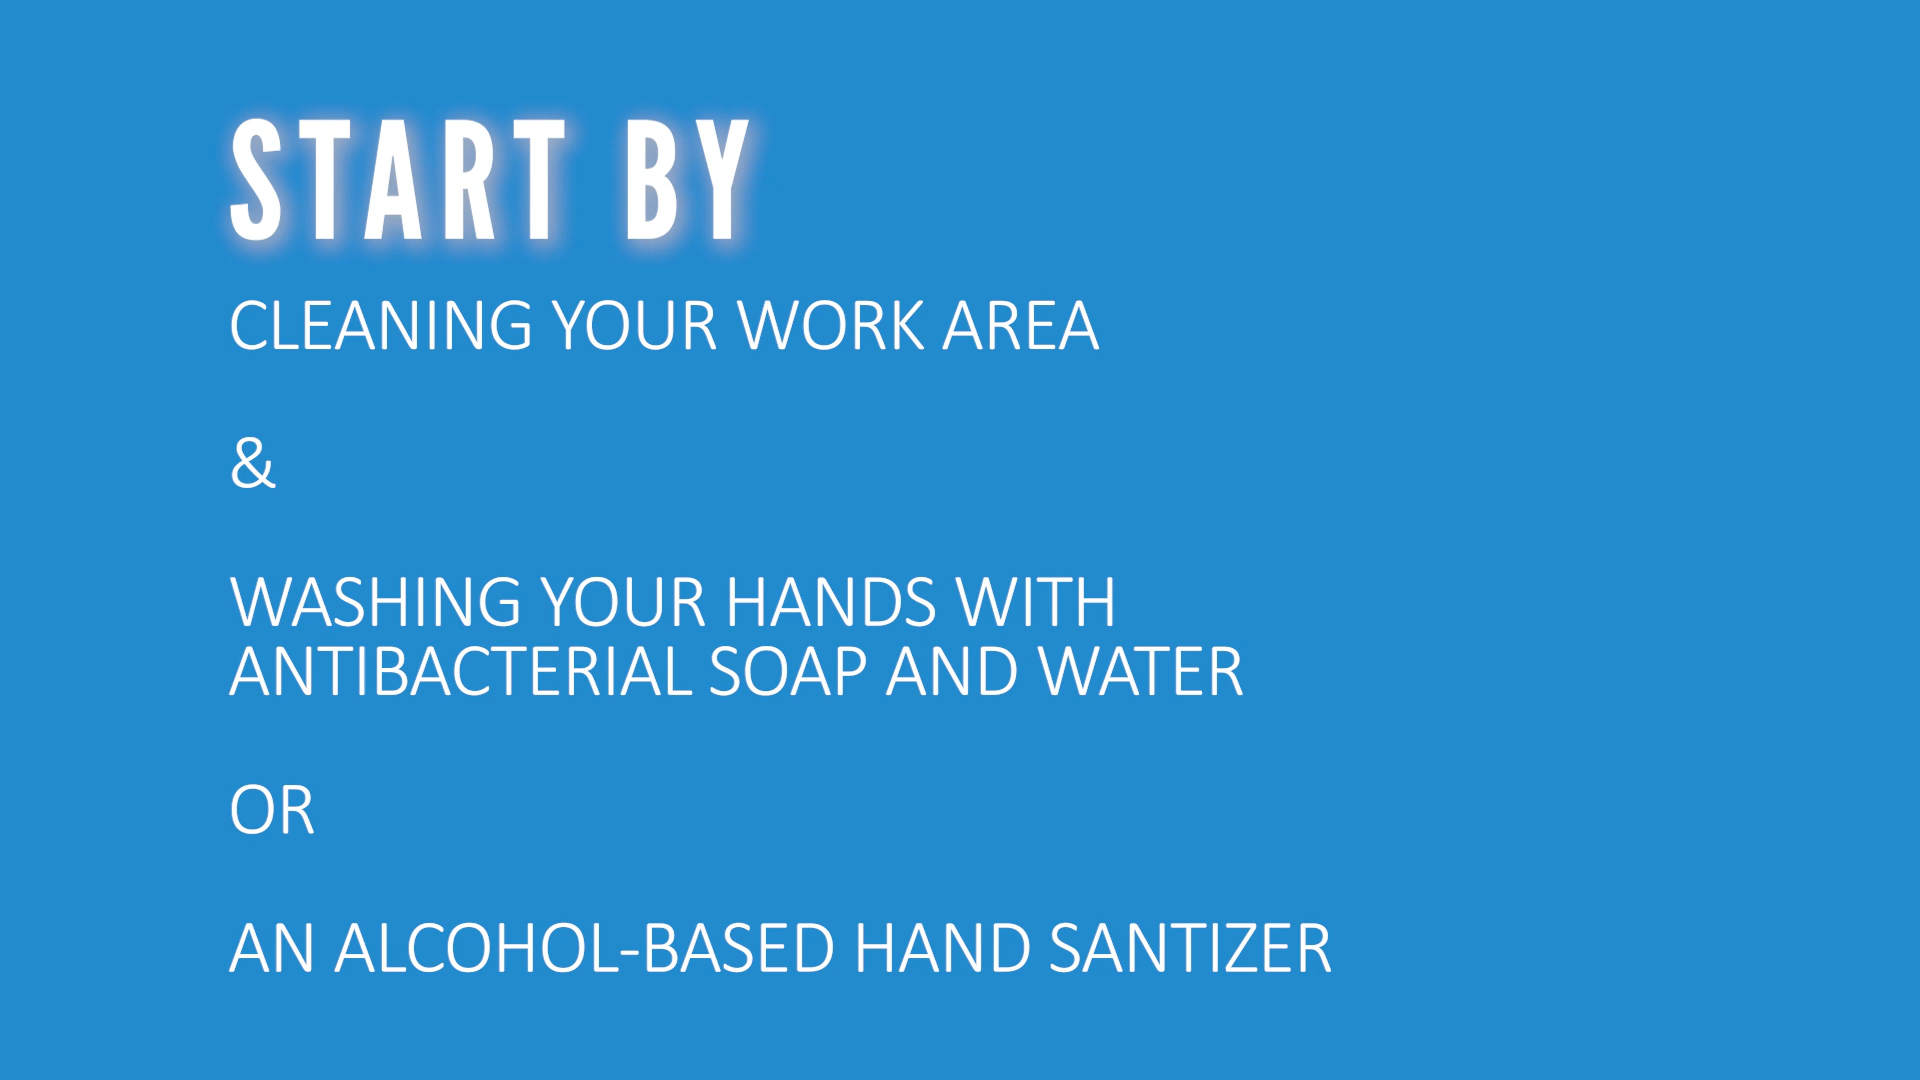 START BY
CLEANING YOUR WORK AREA
&
WASHING YOUR HANDS WITH
ANTIBACTERIAL SOAP AND WATER
OR
AN ALCOHOL-BASED HAND SANTIZER